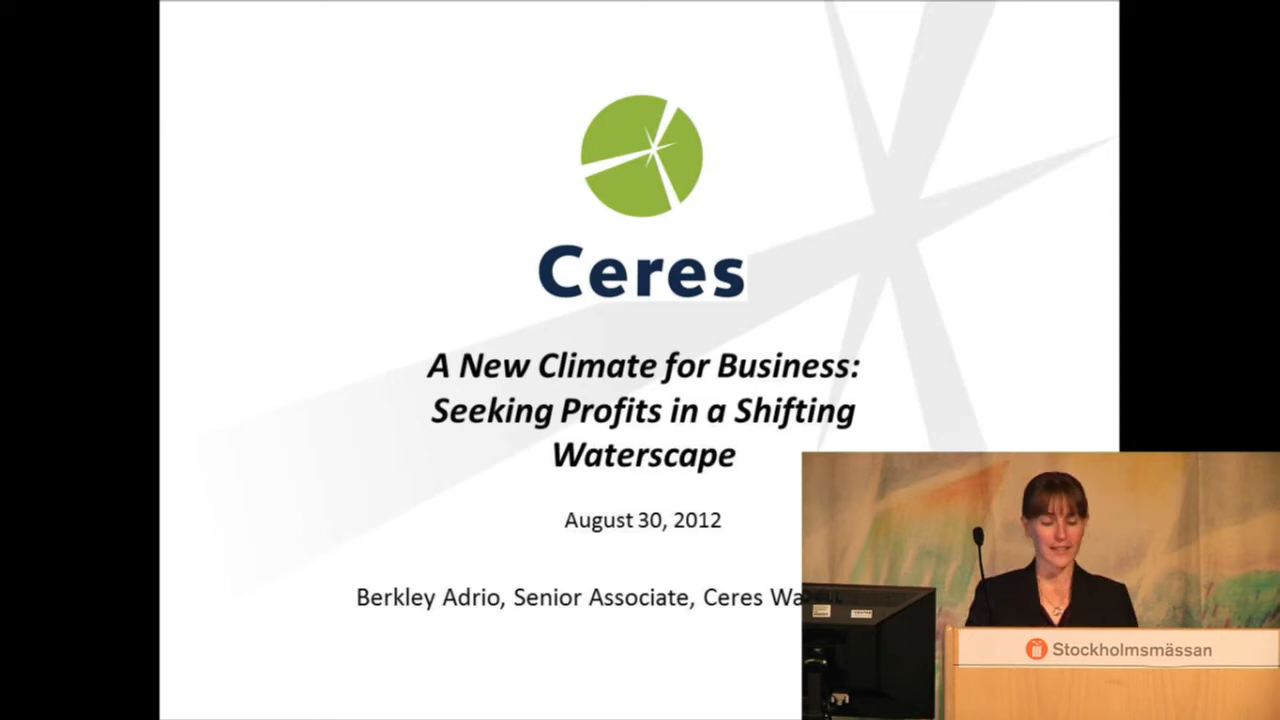 Ceres
A New Climate for Business:
Seeking Profits in a Shifting
Waterscape
August 30, 2012
Berkley Adrio, Senior Associate, Ceres
Stockholmsmässan